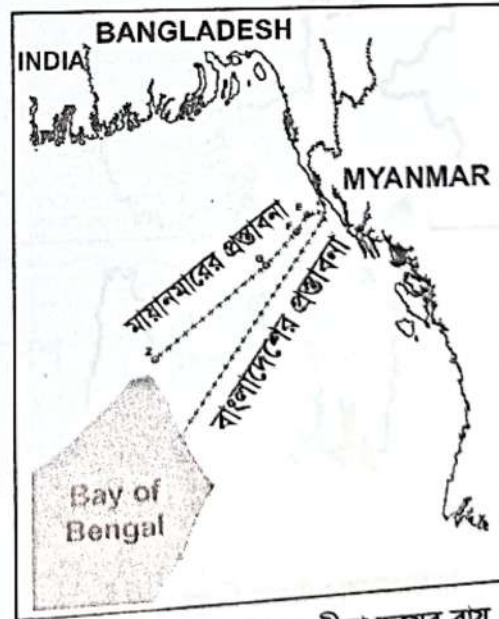 BANGLADESH
INDIA
MYANMAR
মায়ানমারের প্রস্তাবনা
বাংলাদেশের প্রস্তাবনা
E
F
G
Z
Bay of
Bengal
রায়